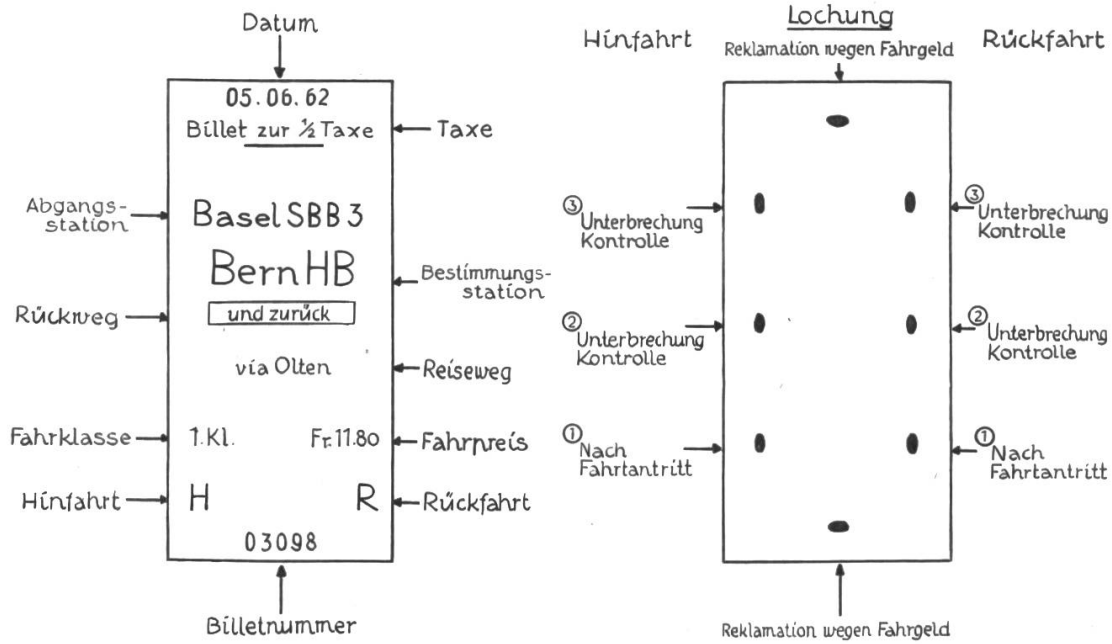 Datum
05.06.62
Billet zur ½ Taxe
Taxe
Abgangs-
station
Basel SBB 3
Bern HB
Bestimmungs-
station
und zurück
Rückweg
via Olten
Reiseweg
Fahrklasse
1.Kl.
Fr. 11.80
Fahrpreis
Hinfahrt
H
R
Rückfahrt
03098
Billetnummer
Lochung
Hinfahrt
Reklamation wegen Fahrgeld
Rückfahrt
③
Unterbrechung
Kontrolle
③
Unterbrechung
Kontrolle
②
Unterbrechung
Kontrolle
②
Unterbrechung
Kontrolle
①
Nach
Fahrtantritt
①
Nach
Fahrtantritt
Reklamation wegen Fahrgeld